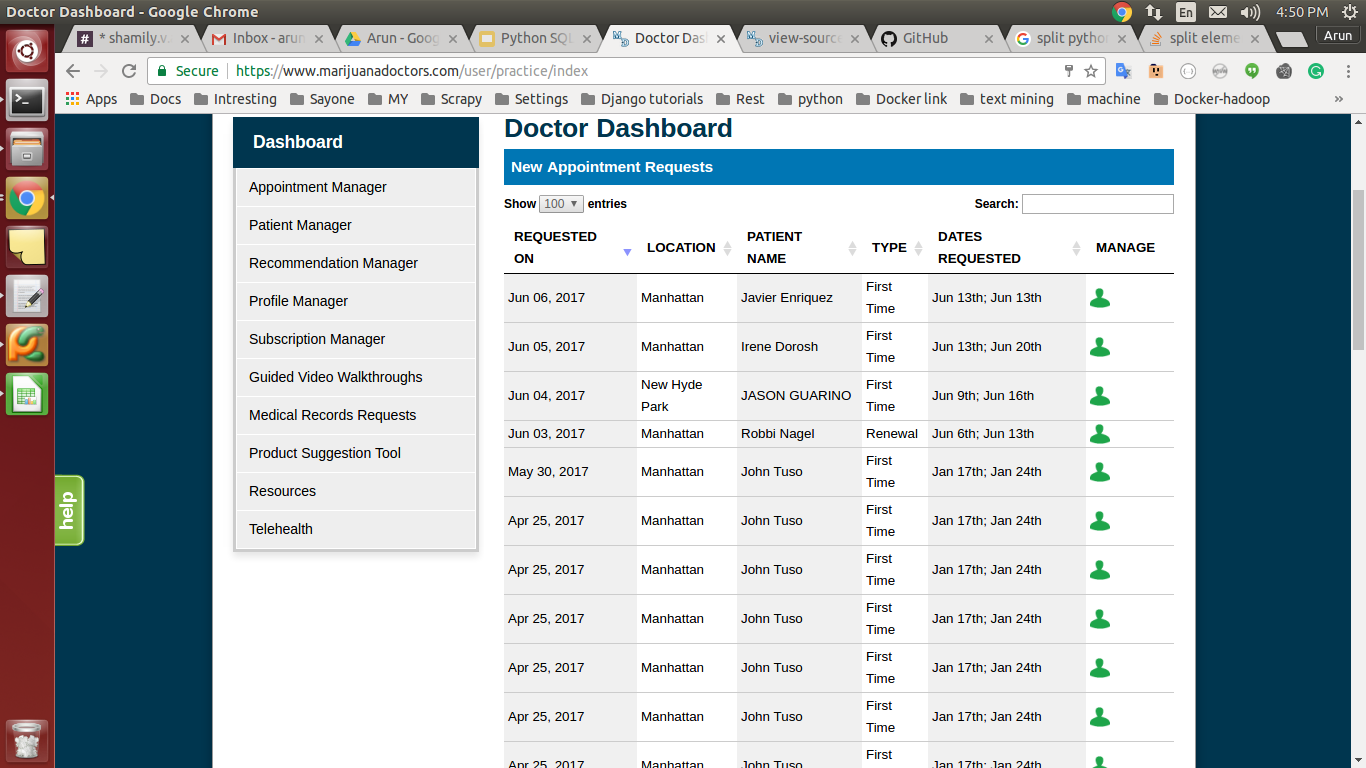 Doctor Dashboard - Google Chrome
En
4:50 PM
* shamily.v
Inbox - arun
Arun - Goog
Python SQL
Doctor Das
view-source
GitHub
split pytho
split eleme
Arun
Secure
https://www.marijuanadoctors.com/user/practice/index
Apps
Docs
Intresting
Sayone
MY
Scrapy
Settings
Django tutorials
Rest
python
Docker link
text mining
machine
Docker-hadoop
»
Dashboard
Appointment Manager
Patient Manager
Recommendation Manager
Profile Manager
Subscription Manager
Guided Video Walkthroughs
Medical Records Requests
Product Suggestion Tool
Resources
Telehealth
help
Doctor Dashboard
New Appointment Requests
Show 100 entries
Search:
REQUESTED ON LOCATION PATIENT NAME TYPE DATES REQUESTED MANAGE
Jun 06, 2017 Manhattan Javier Enriquez First Time Jun 13th; Jun 13th
Jun 05, 2017 Manhattan Irene Dorosh First Time Jun 13th; Jun 20th
Jun 04, 2017 New Hyde Park JASON GUARINO First Time Jun 9th; Jun 16th
Jun 03, 2017 Manhattan Robbi Nagel Renewal Jun 6th; Jun 13th
May 30, 2017 Manhattan John Tuso First Time Jan 17th; Jan 24th
Apr 25, 2017 Manhattan John Tuso First Time Jan 17th; Jan 24th
Apr 25, 2017 Manhattan John Tuso First Time Jan 17th; Jan 24th
Apr 25, 2017 Manhattan John Tuso First Time Jan 17th; Jan 24th
Apr 25, 2017 Manhattan John Tuso First Time Jan 17th; Jan 24th
Apr 25, 2017 Manhattan John Tuso First Time Jan 17th; Jan 24th
Apr 25, 2017 Manhattan John Tuso First Jan 17th; Jan 24th